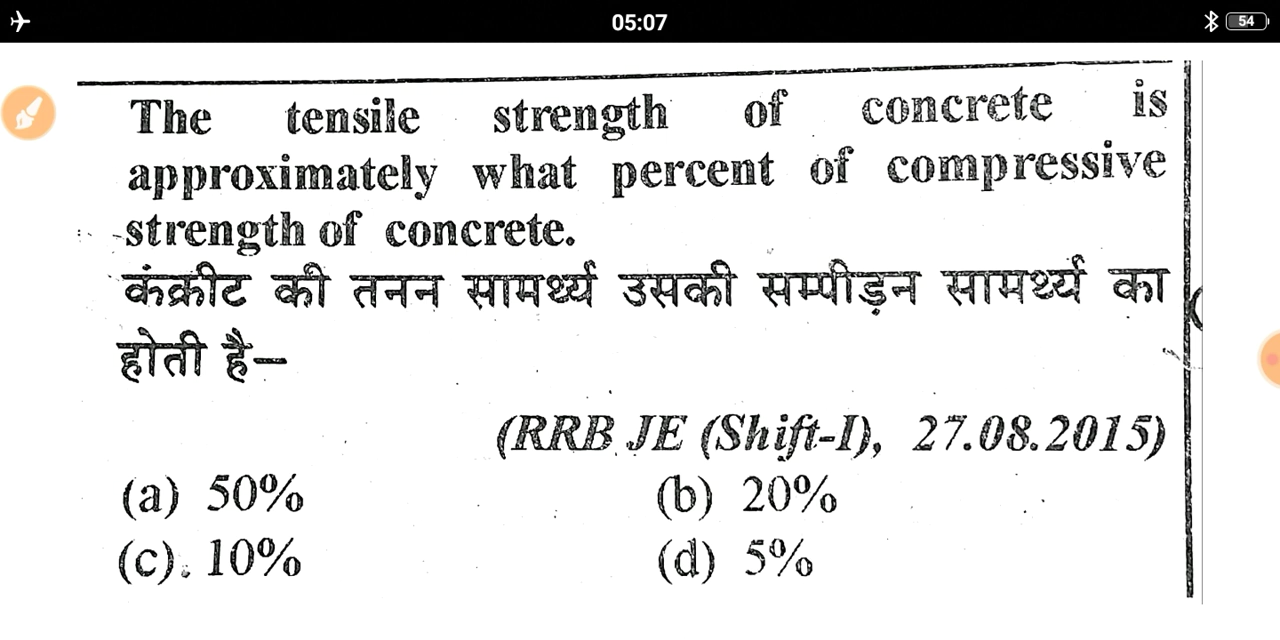 05:07
54
The tensile strength of concrete is
approximately what percent of compressive
strength of concrete.
कंक्रीट की तनन सामर्थ्य उसकी सम्पीड़न सामर्थ्य का
होती है–
(RRB JE (Shift-I), 27.08.2015)
(a) 50% (b) 20%
(c) 10% (d) 5%